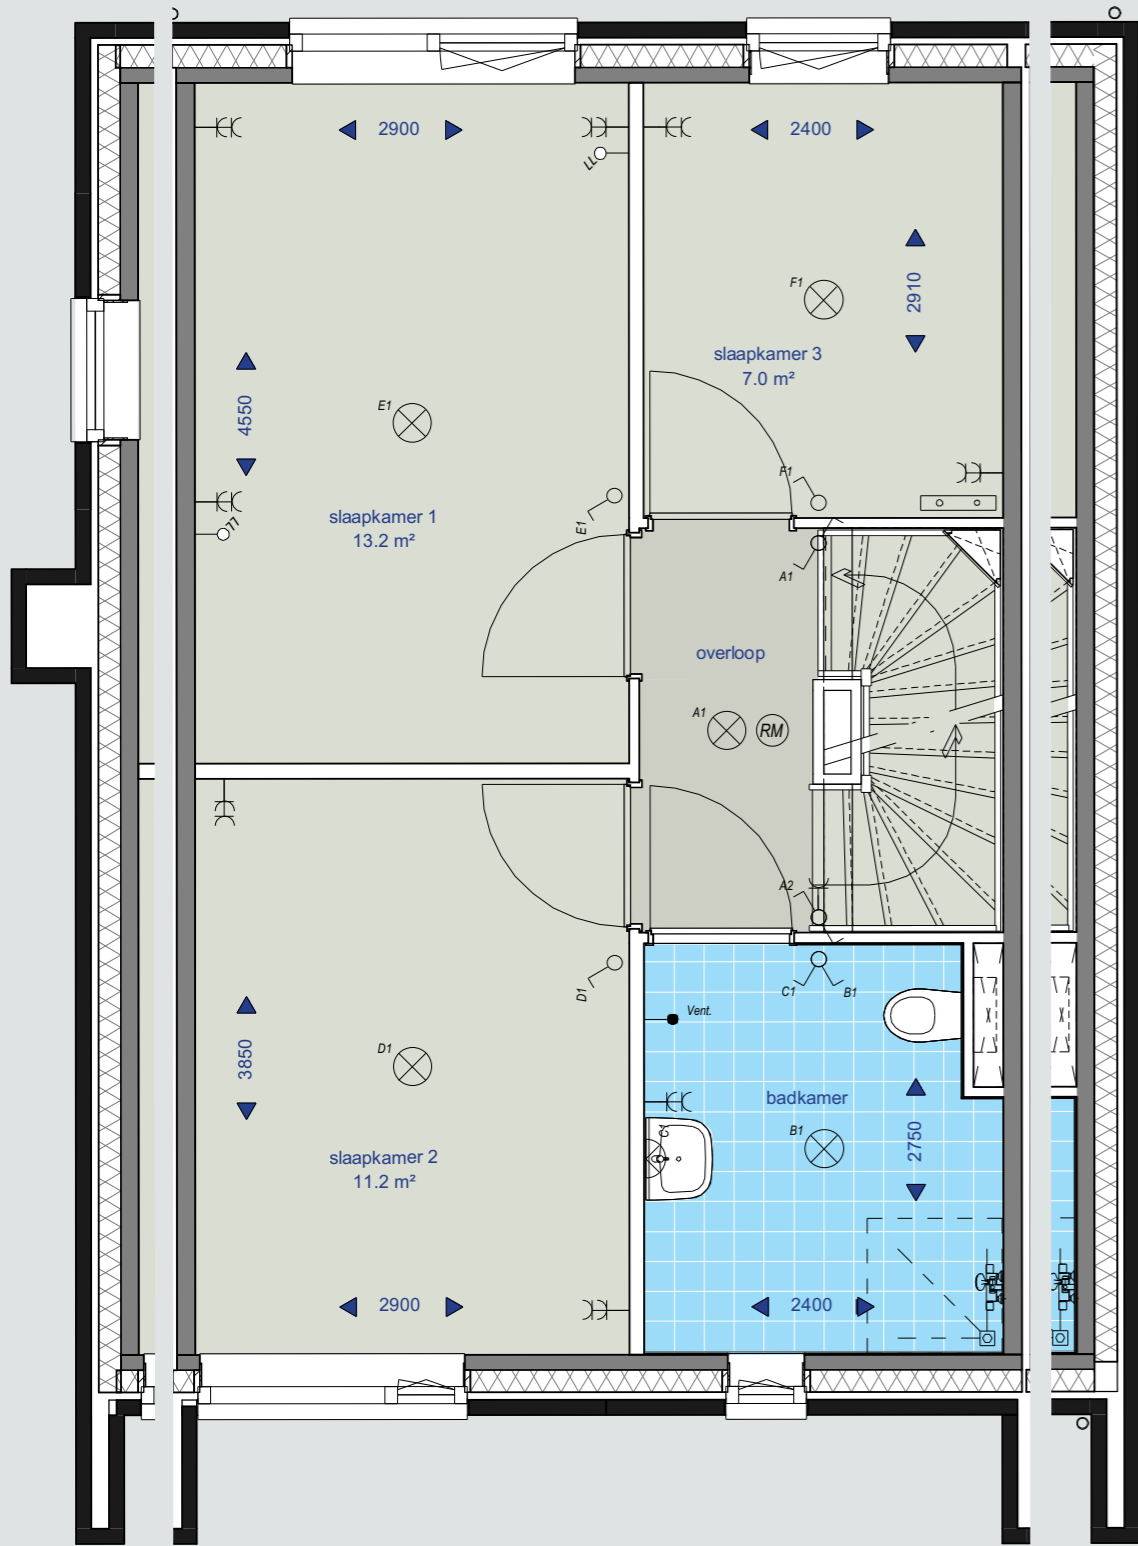 2900
2400
LL
F1
2910
slaapkamer 3
7.0 m²
E1
4550
F1
slaapkamer 1
13.2 m²
E1
A1
overloop
A1
RM
A2
D1
C1
B1
Vent.
3850
D1
badkamer
C1
B1
2750
slaapkamer 2
11.2 m²
2900
2400